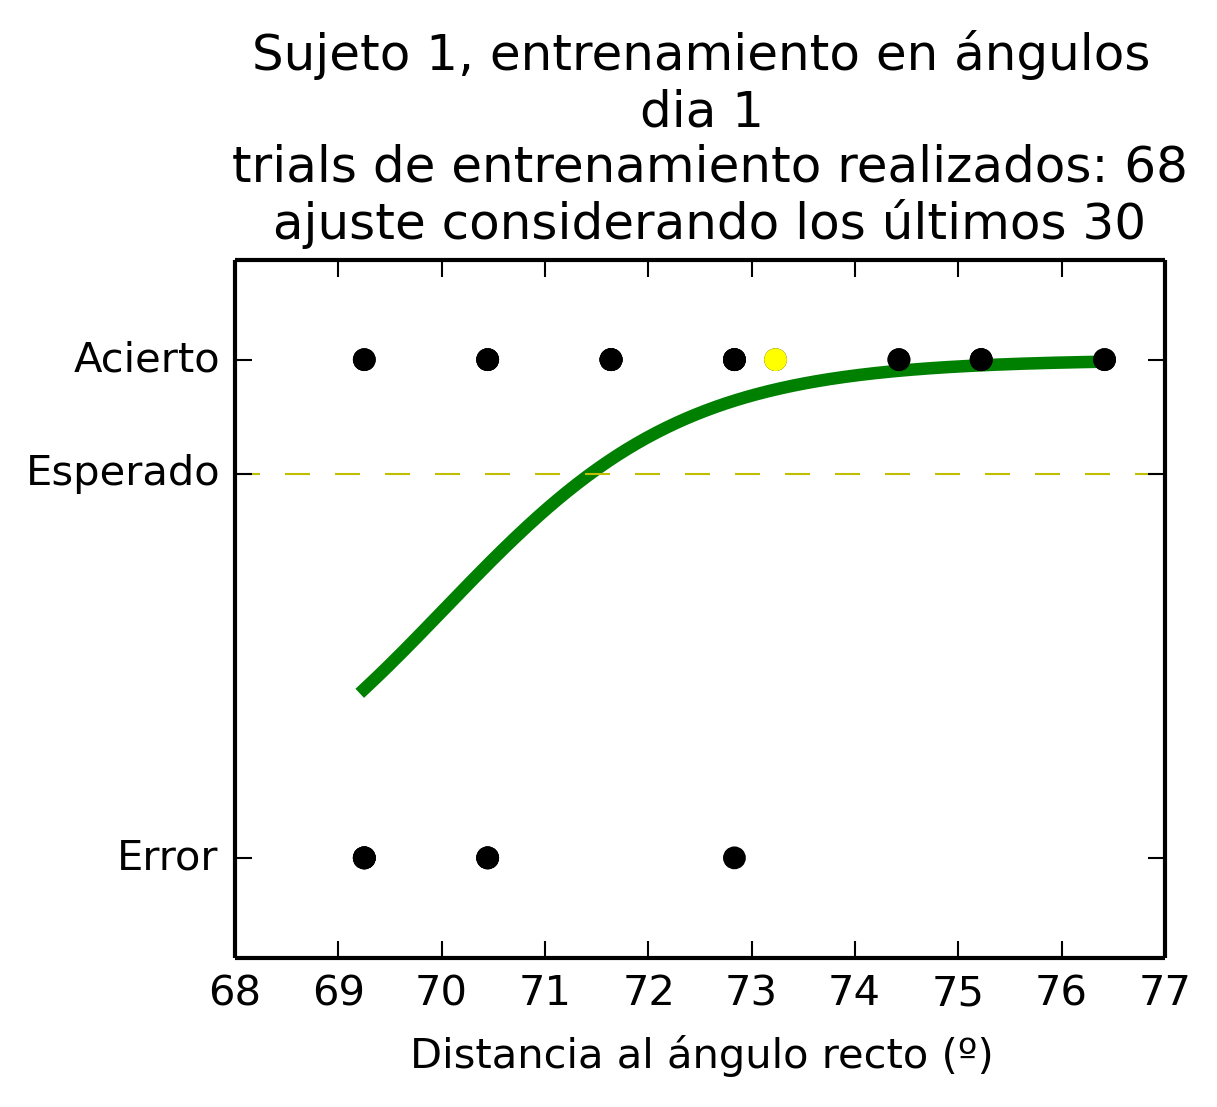 Sujeto 1, entrenamiento en ángulos
dia 1
trials de entrenamiento realizados: 68
ajuste considerando los últimos 30
Acierto
Esperado
Error
68 69 70 71 72 73 74 75 76 77
Distancia al ángulo recto (º)